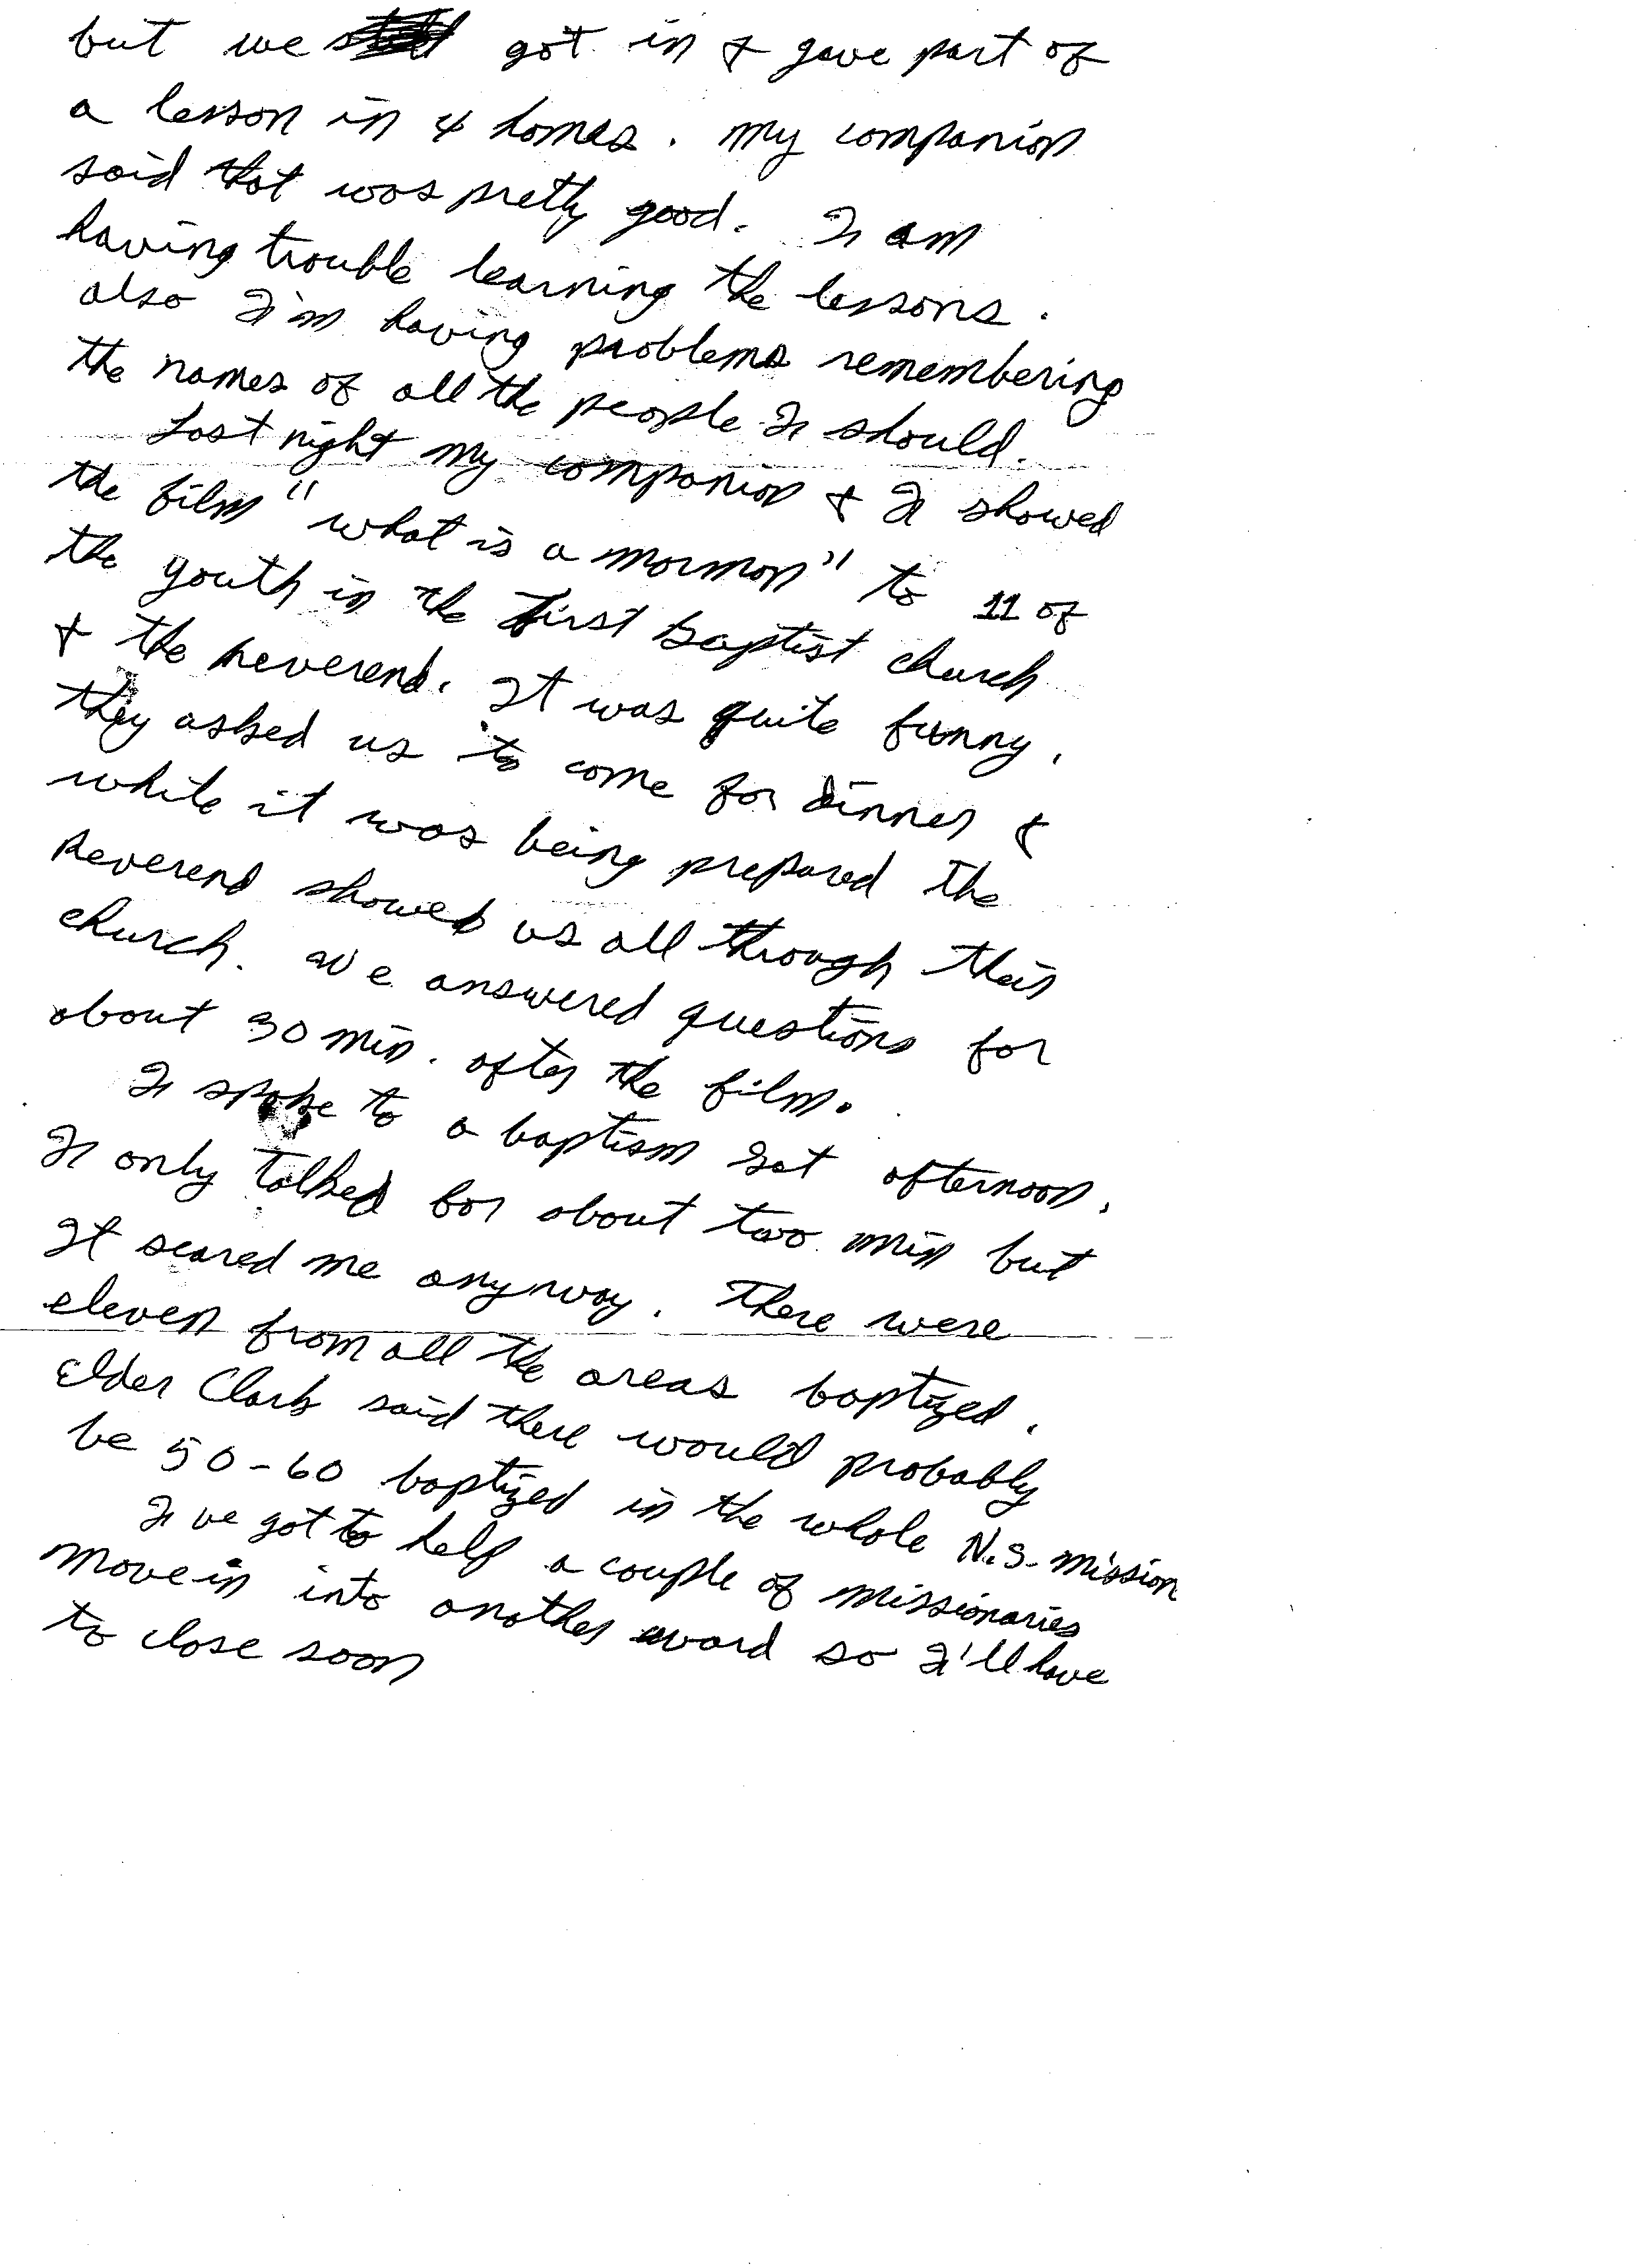 but we got in & gave part of
a lesson in 4 homes. my companion
said that was pretty good. I am
having trouble learning the lessons.
also I'm having problems remembering
the names of all the people I should.
Last night my companion & I showed
the film "what is a mormon" to 11 of
the youth in the First baptist church
& the reverend. It was quite funny.
they asked us to come for dinner &
while it was being prepared the
Reverend showed us all through their
church. We answered questions for
about 30 min. after the film.
I spoke to a baptism Sat afternoon.
I only talked for about two min but
It scared me anyway. There were
eleven from all the areas baptized.
Elder Clark said there would probably
be 50-60 baptized in the whole N.S. mission
I've got to help a couple of missionaries
move in into another ward so I'll have
to close soon